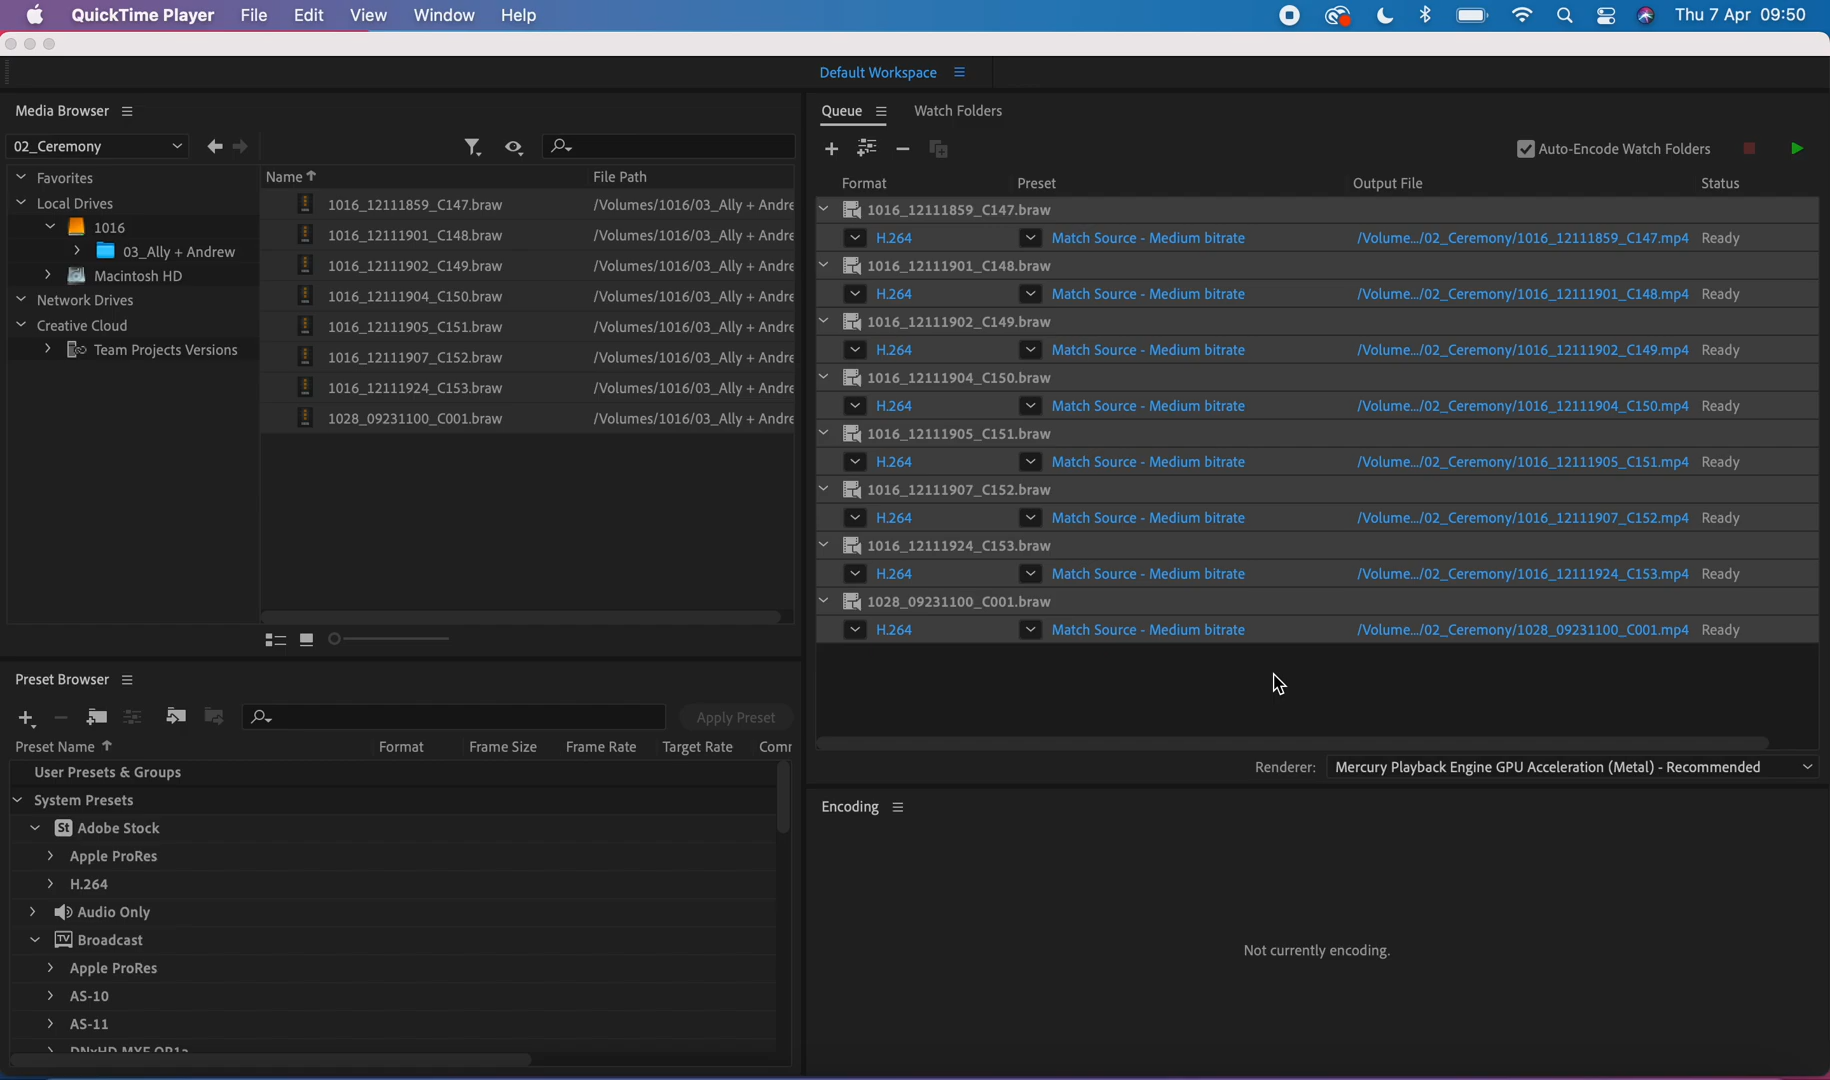 QuickTime Player File Edit View Window Help Thu 7 Apr 09:50
Default Workspace
Media Browser
02_Ceremony
Favorites
Local Drives
1016
03_Ally + Andrew
Macintosh HD
Network Drives
Creative Cloud
Team Projects Versions
Name File Path
1016_12111859_C147.braw /Volumes/1016/03_Ally + Andre
1016_12111901_C148.braw /Volumes/1016/03_Ally + Andre
1016_12111902_C149.braw /Volumes/1016/03_Ally + Andre
1016_12111904_C150.braw /Volumes/1016/03_Ally + Andre
1016_12111905_C151.braw /Volumes/1016/03_Ally + Andre
1016_12111907_C152.braw /Volumes/1016/03_Ally + Andre
1016_12111924_C153.braw /Volumes/1016/03_Ally + Andre
1028_09231100_C001.braw /Volumes/1016/03_Ally + Andre
Preset Browser
Apply Preset
Preset Name Format Frame Size Frame Rate Target Rate Comr
User Presets & Groups
System Presets
St Adobe Stock
Apple ProRes
H.264
Audio Only
TV Broadcast
Apple ProRes
AS-10
AS-11
DNxHD MXF OP1a
Queue Watch Folders
Auto-Encode Watch Folders
Format Preset Output File Status
1016_12111859_C147.braw
H.264 Match Source - Medium bitrate /Volume.../02_Ceremony/1016_12111859_C147.mp4 Ready
1016_12111901_C148.braw
H.264 Match Source - Medium bitrate /Volume.../02_Ceremony/1016_12111901_C148.mp4 Ready
1016_12111902_C149.braw
H.264 Match Source - Medium bitrate /Volume.../02_Ceremony/1016_12111902_C149.mp4 Ready
1016_12111904_C150.braw
H.264 Match Source - Medium bitrate /Volume.../02_Ceremony/1016_12111904_C150.mp4 Ready
1016_12111905_C151.braw
H.264 Match Source - Medium bitrate /Volume.../02_Ceremony/1016_12111905_C151.mp4 Ready
1016_12111907_C152.braw
H.264 Match Source - Medium bitrate /Volume.../02_Ceremony/1016_12111907_C152.mp4 Ready
1016_12111924_C153.braw
H.264 Match Source - Medium bitrate /Volume.../02_Ceremony/1016_12111924_C153.mp4 Ready
1028_09231100_C001.braw
H.264 Match Source - Medium bitrate /Volume.../02_Ceremony/1028_09231100_C001.mp4 Ready
Renderer: Mercury Playback Engine GPU Acceleration (Metal) - Recommended
Encoding
Not currently encoding.